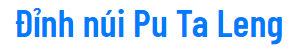 Đỉnh núi Pu Ta Leng